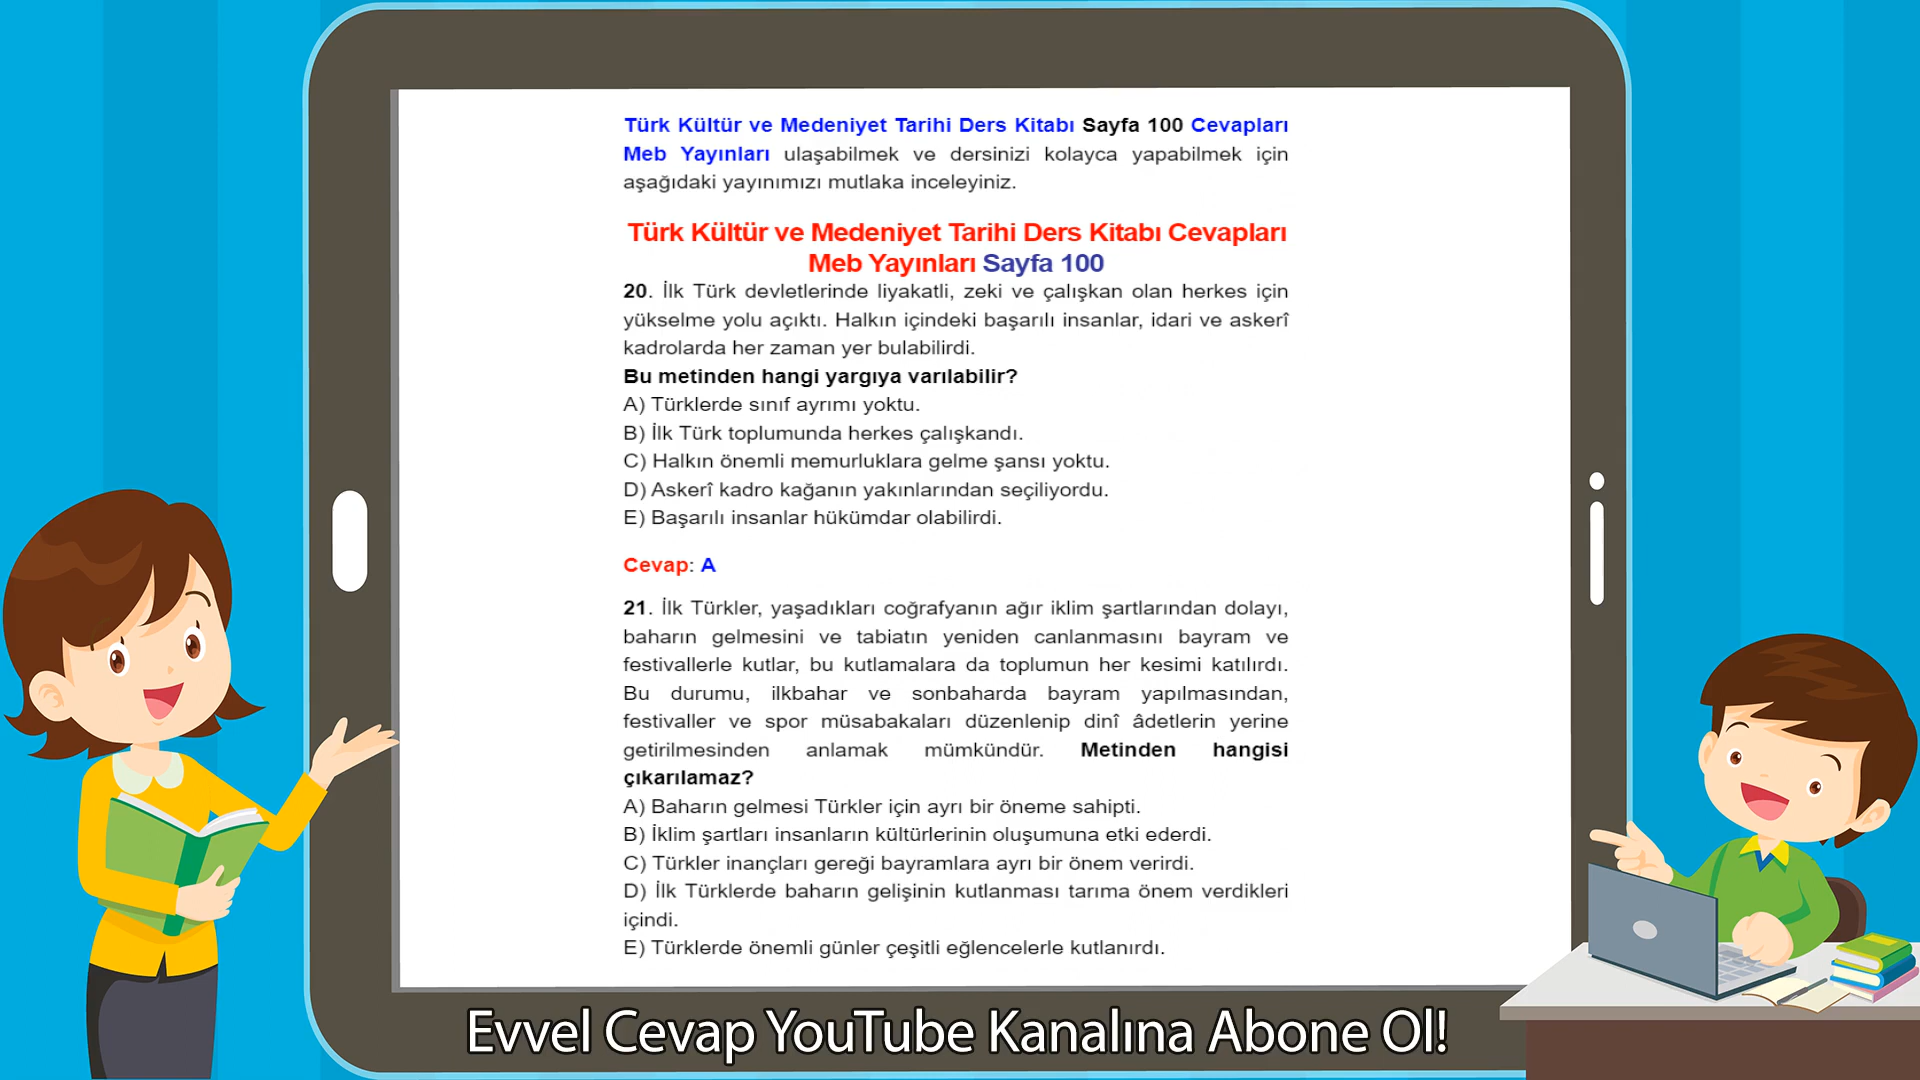 Türk Kültür ve Medeniyet Tarihi Ders Kitabı Sayfa 100 Cevapları
Meb Yayınları ulaşabilmek ve dersinizi kolayca yapabilmek için
aşağıdaki yayınımızı mutlaka inceleyiniz.
Türk Kültür ve Medeniyet Tarihi Ders Kitabı Cevapları
Meb Yayınları Sayfa 100
20. İlk Türk devletlerinde liyakatli, zeki ve çalışkan olan herkes için
yükselme yolu açıktı. Halkın içindeki başarılı insanlar, idari ve askerî
kadrolarda her zaman yer bulabilirdi.
Bu metinden hangi yargıya varılabilir?
A) Türklerde sınıf ayrımı yoktu.
B) İlk Türk toplumunda herkes çalışkandı.
C) Halkın önemli memurluklara gelme şansı yoktu.
D) Askerî kadro kağanın yakınlarından seçiliyordu.
E) Başarılı insanlar hükümdar olabilirdi.
Cevap: A
21. İlk Türkler, yaşadıkları coğrafyanın ağır iklim şartlarından dolayı,
baharın gelmesini ve tabiatın yeniden canlanmasını bayram ve
festivallerle kutlar, bu kutlamalara da toplumun her kesimi katılırdı.
Bu durumu, ilkbahar ve sonbaharda bayram yapılmasından,
festivaller ve spor müsabakaları düzenlenip dinî âdetlerin yerine
getirilmesinden anlamak mümkündür. Metinden hangisi
çıkarılamaz?
A) Baharın gelmesi Türkler için ayrı bir öneme sahipti.
B) İklim şartları insanların kültürlerinin oluşumuna etki ederdi.
C) Türkler inançları gereği bayramlara ayrı bir önem verirdi.
D) İlk Türklerde baharın gelişinin kutlanması tarıma önem verdikleri
içindi.
E) Türklerde önemli günler çeşitli eğlencelerle kutlanırdı.
Evvel Cevap YouTube Kanalına Abone Ol!